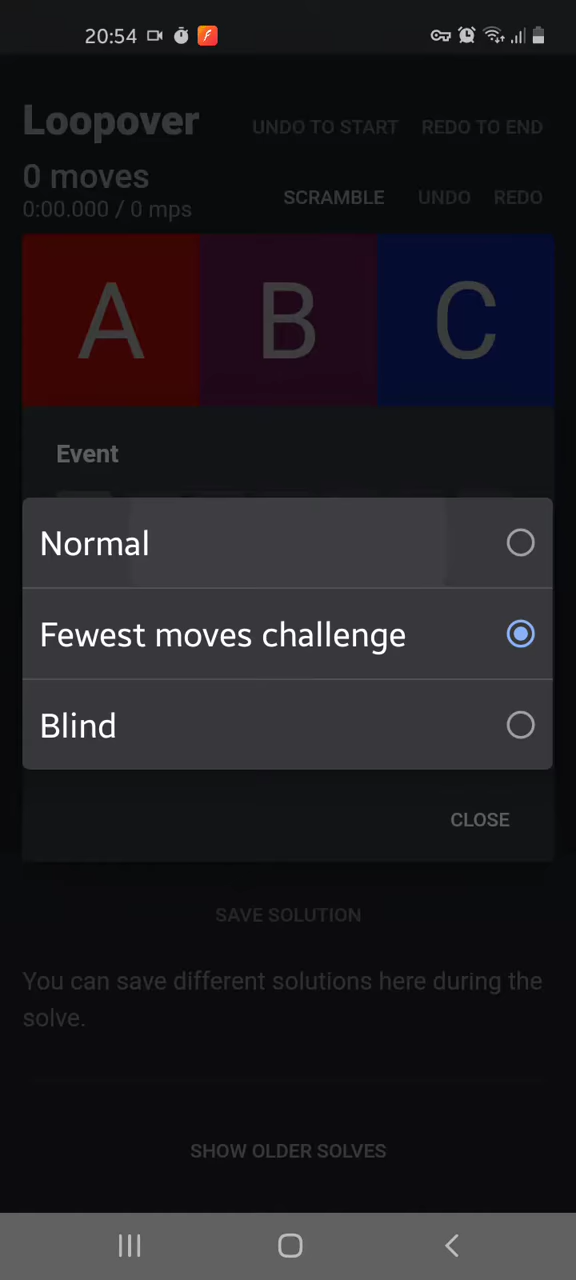 20:54
Loopover
UNDO TO START REDO TO END
0 moves
0:00.000 / 0 mps
SCRAMBLE UNDO REDO
A B C
Event
Normal
Fewest moves challenge
Blind
CLOSE
SAVE SOLUTION
You can save different solutions here during the
solve.
SHOW OLDER SOLVES